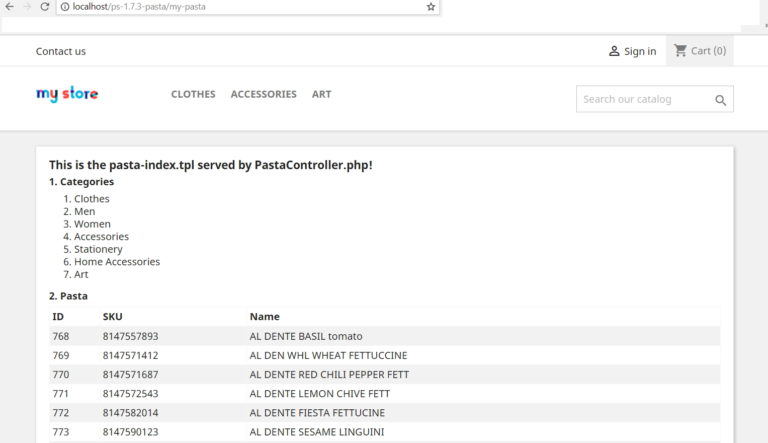 localhost/ps-1.7.3-pasta/my-pasta
Contact us
Sign in
Cart (0)
my store
CLOTHES ACCESSORIES ART
Search our catalog
This is the pasta-index.tpl served by PastaController.php!
1. Categories
1. Clothes
2. Men
3. Women
4. Accessories
5. Stationery
6. Home Accessories
7. Art
2. Pasta
ID SKU Name
768 8147557893 AL DENTE BASIL tomato
769 8147571412 AL DEN WHL WHEAT FETTUCCINE
770 8147571687 AL DENTE RED CHILI PEPPER FETT
771 8147572543 AL DENTE LEMON CHIVE FETT
772 8147582014 AL DENTE FIESTA FETTUCINE
773 8147590123 AL DENTE SESAME LINGUINI